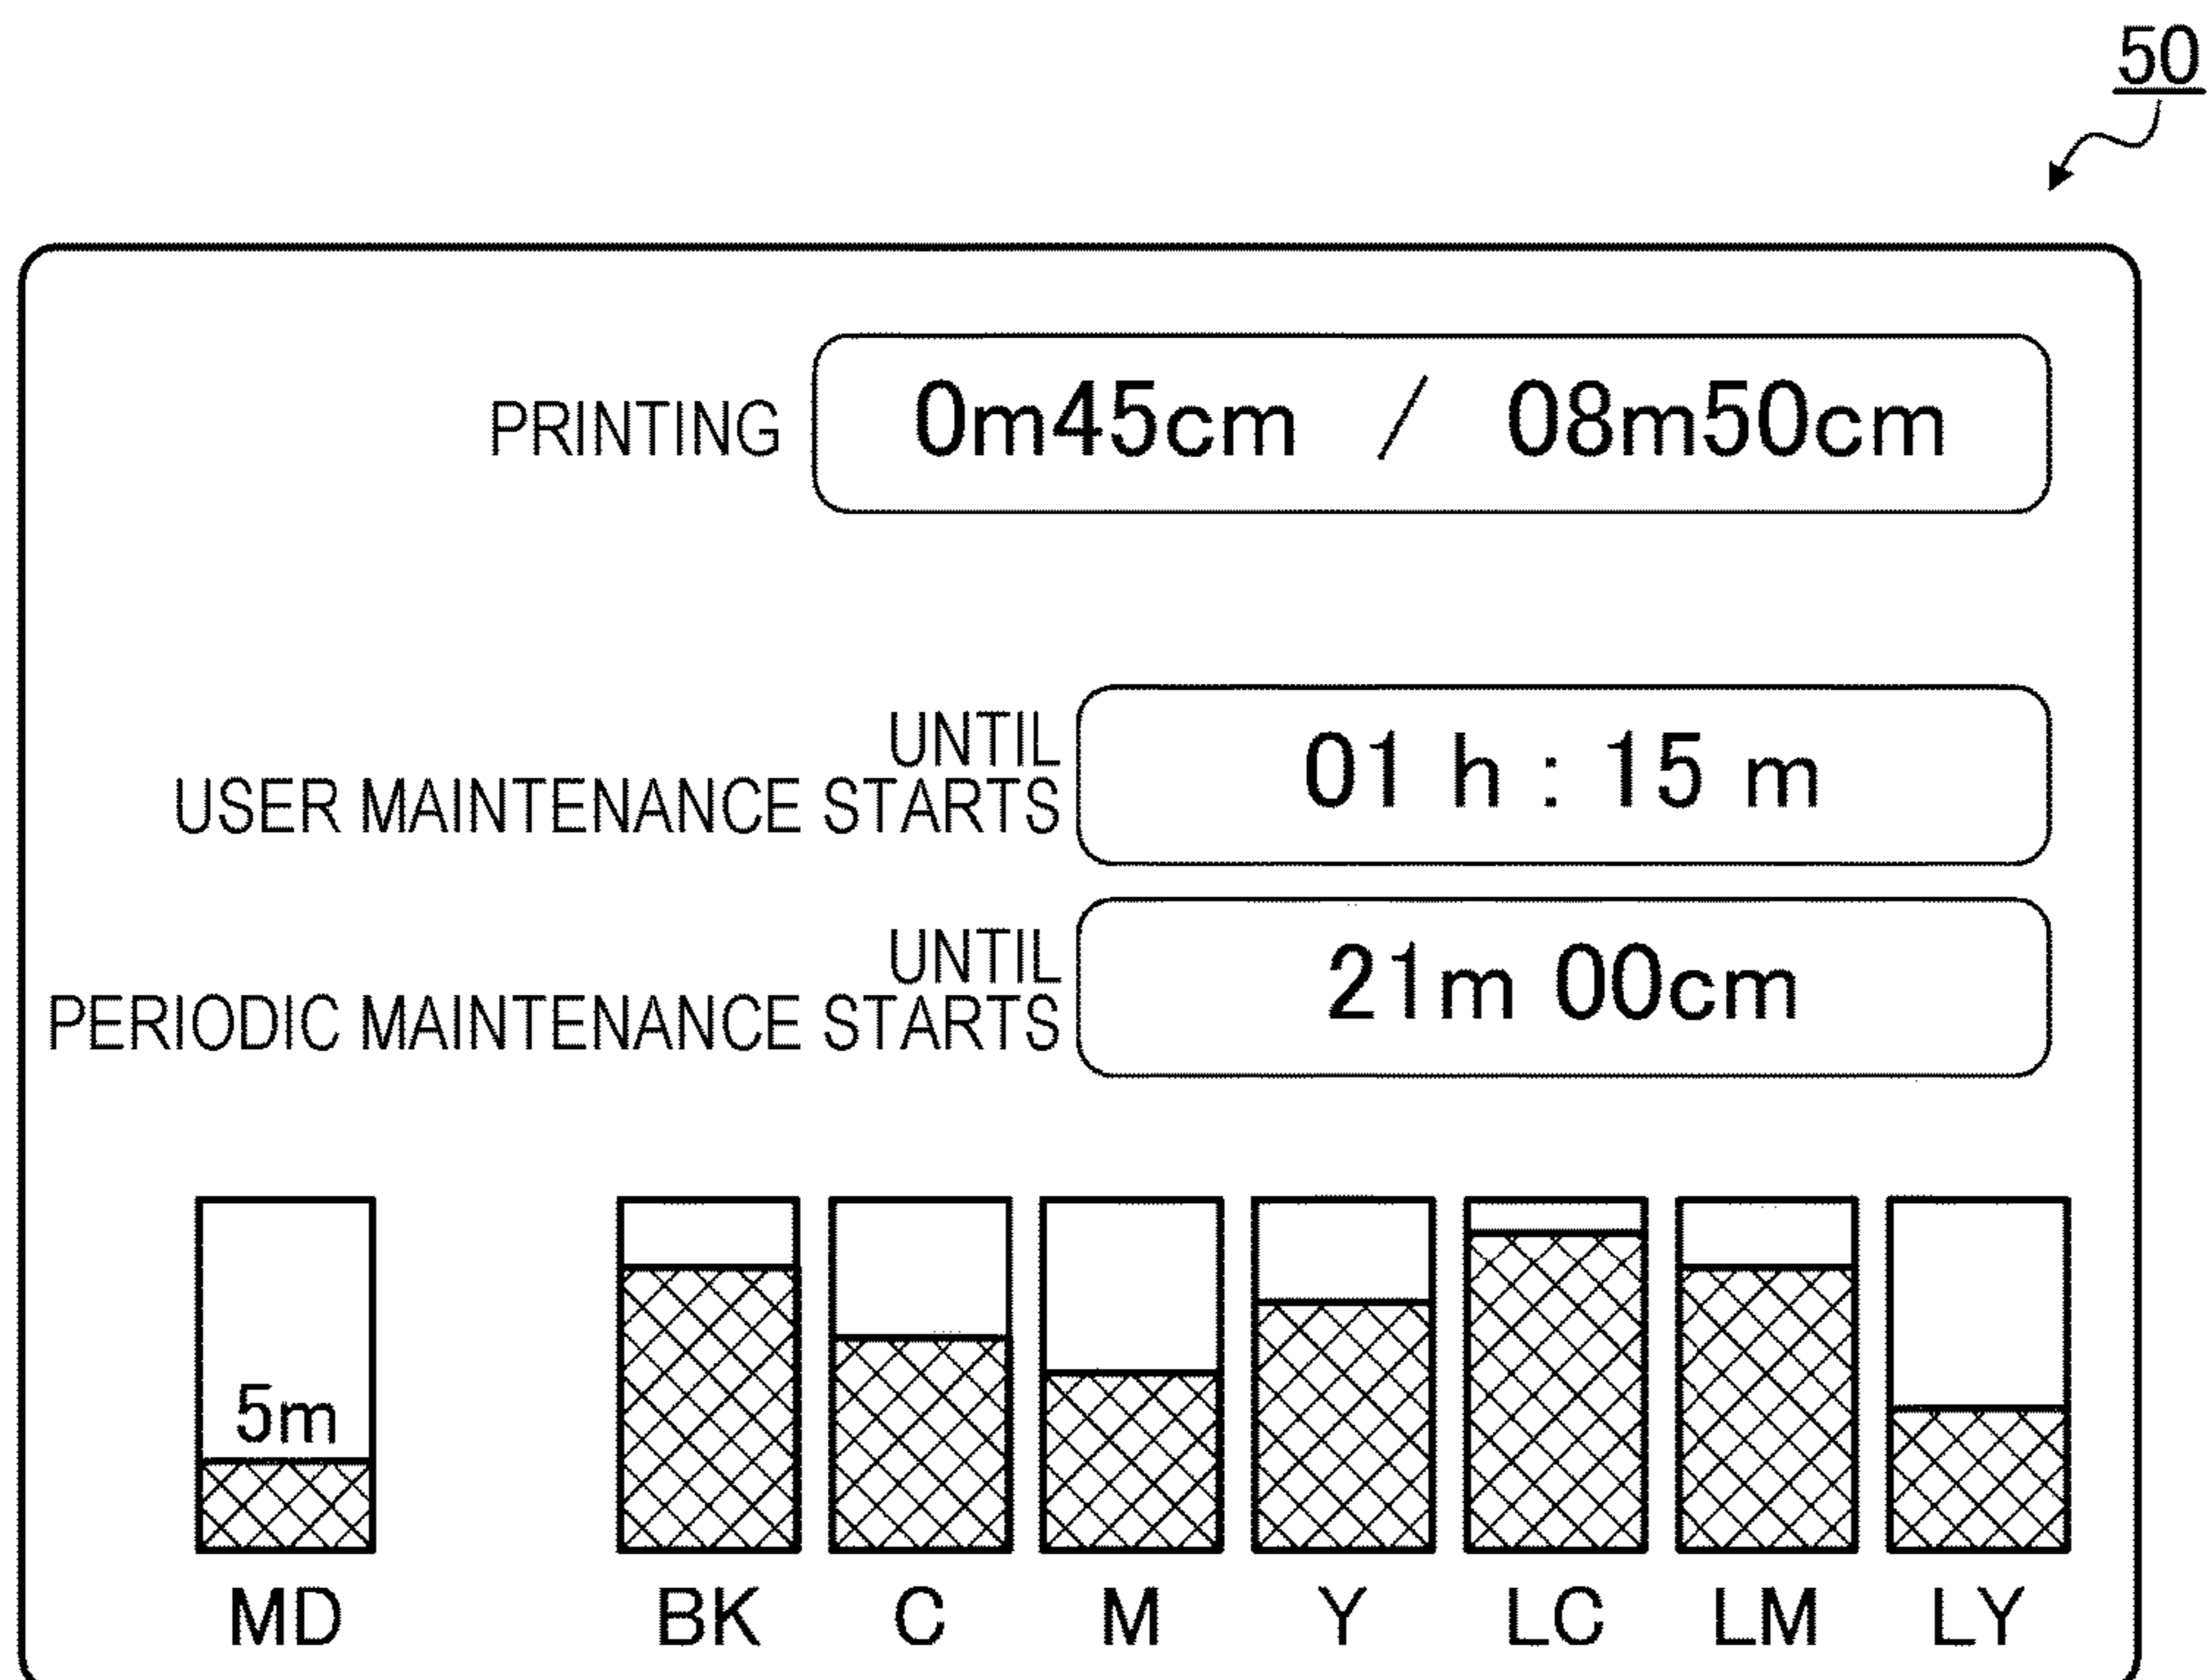 50
PRINTING 0m45cm / 08m50cm
UNTIL
USER MAINTENANCE STARTS
01 h : 15 m
UNTIL
PERIODIC MAINTENANCE STARTS
21m 00cm
5m
MD BK C M Y LC LM LY